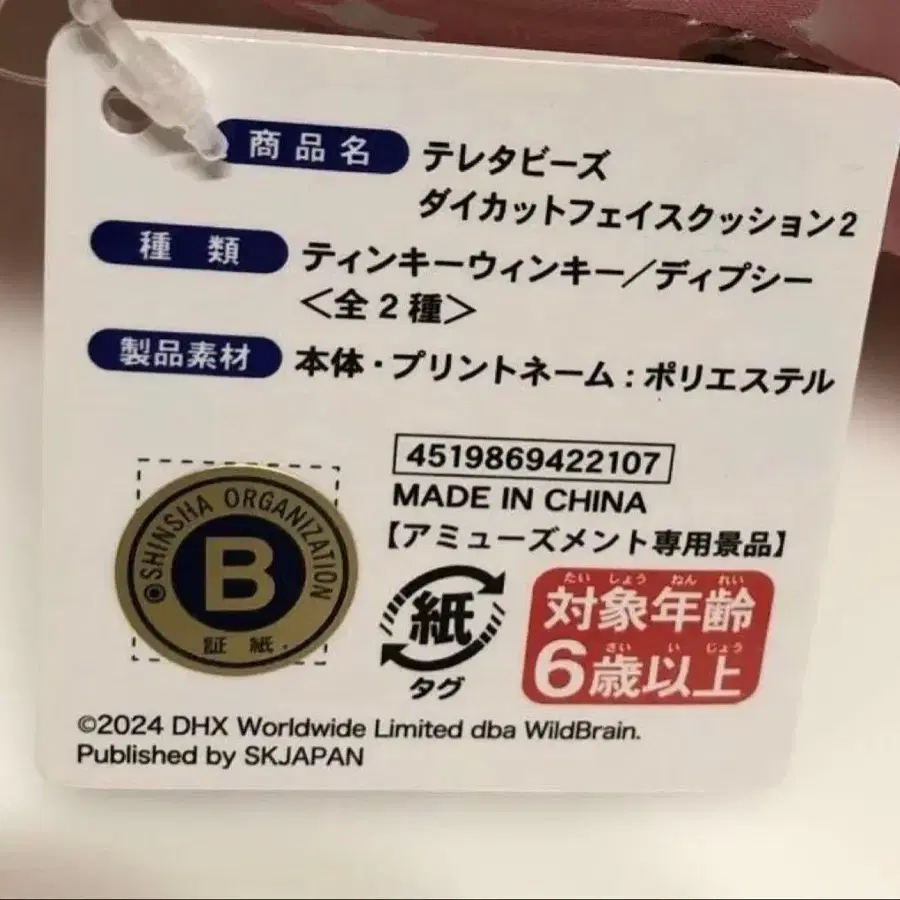 商品名 テレタビーズ
ダイカットフェイスクッション2
種類 ティンキーウィンキー／ディプシー
＜全2種＞
製品素材 本体・プリントネーム：ポリエステル
4519869422107
MADE IN CHINA
【アミューズメント専用景品】
SHINSHA ORGANIZATION
B
証紙
紙
タグ
たいしょうねんれい
対象年齢
さいいじょう
6歳以上
©2024 DHX Worldwide Limited dba WildBrain.
Published by SKJAPAN